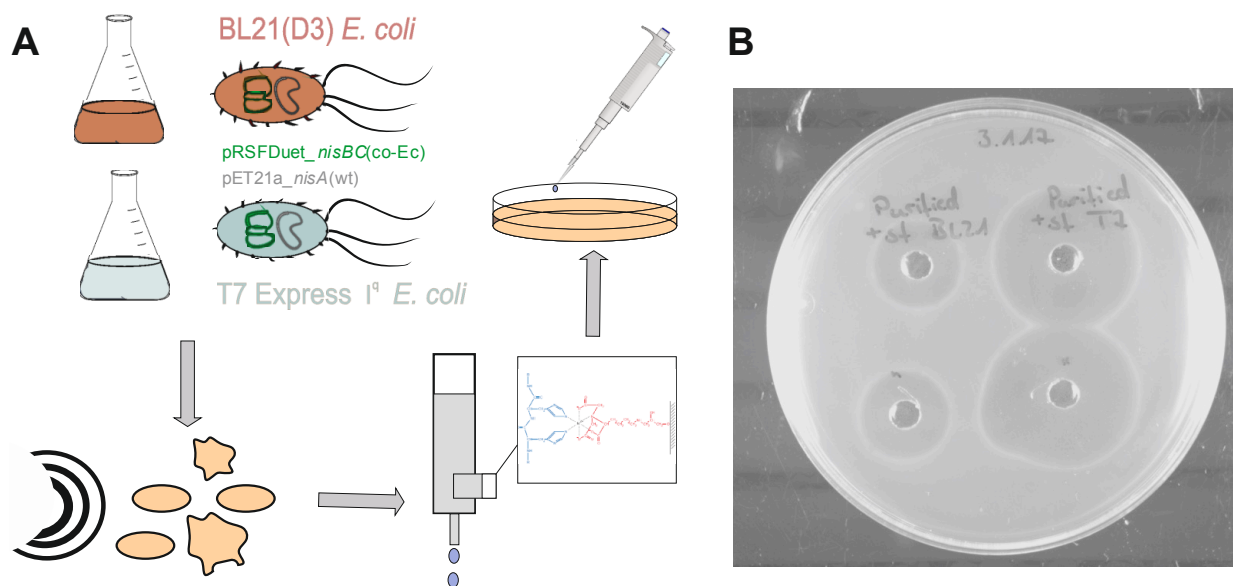 A
BL21(D3) E. coli
pRSFDuet_nisBC(co-Ec)
pET21a_nisA(wt)
T7 Express Iq E. coli
B
3.1.17
Purified
+st BL21
Purified
+st T7